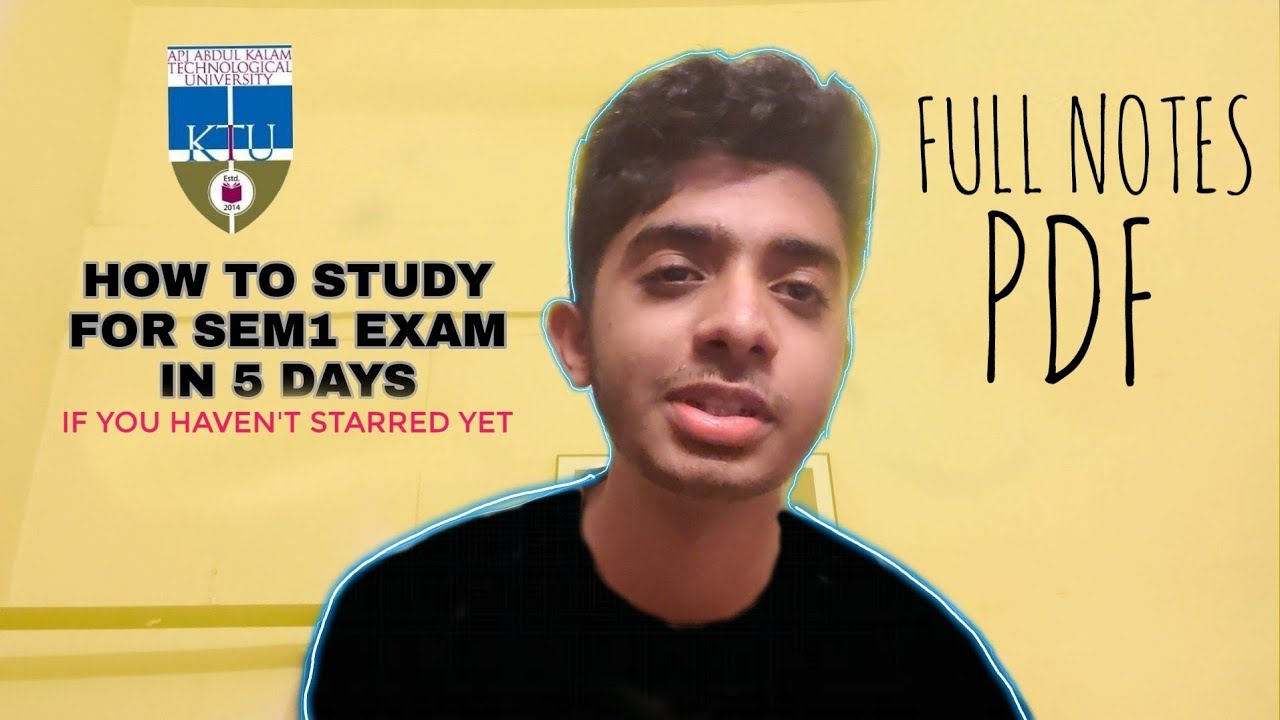 API ABDUL KALAM
TECHNOLOGICAL
UNIVERSITY
KTU
Estd.
2014
HOW TO STUDY
FOR SEM1 EXAM
IN 5 DAYS
IF YOU HAVEN'T STARRED YET
FULL NOTES
PDF